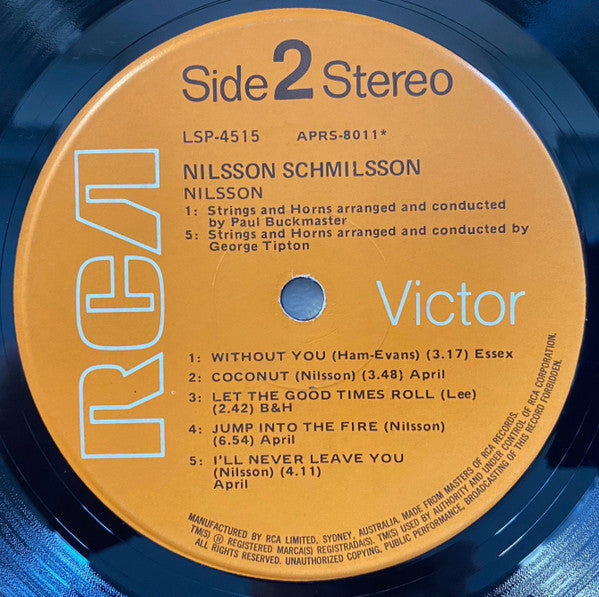 Side 2 Stereo
LSP-4515 APRS-8011*
NILSSON SCHMILSSON
NILSSON
1: Strings and Horns arranged and conducted
by Paul Buckmaster
5: Strings and Horns arranged and conducted by
George Tipton
RCA
Victor
1: WITHOUT YOU (Ham-Evans) (3.17) Essex
2: COCONUT (Nilsson) (3.48) April
3: LET THE GOOD TIMES ROLL (Lee)
(2.42) B&H
4: JUMP INTO THE FIRE (Nilsson)
(6.54) April
5: I'LL NEVER LEAVE YOU
(Nilsson) (4.11)
April
MANUFACTURED BY RCA LIMITED, SYDNEY, AUSTRALIA. MADE FROM MASTERS OF RCA RECORDS.
TM(S) ® REGISTERED MARCA(S) REGISTRADA(S). TM(S) USED BY AUTHORITY AND UNDER CONTROL OF RCA CORPORATION.
ALL RIGHTS RESERVED. UNAUTHORIZED COPYING, PUBLIC PERFORMANCE, BROADCASTING OF THIS RECORD FORBIDDEN.